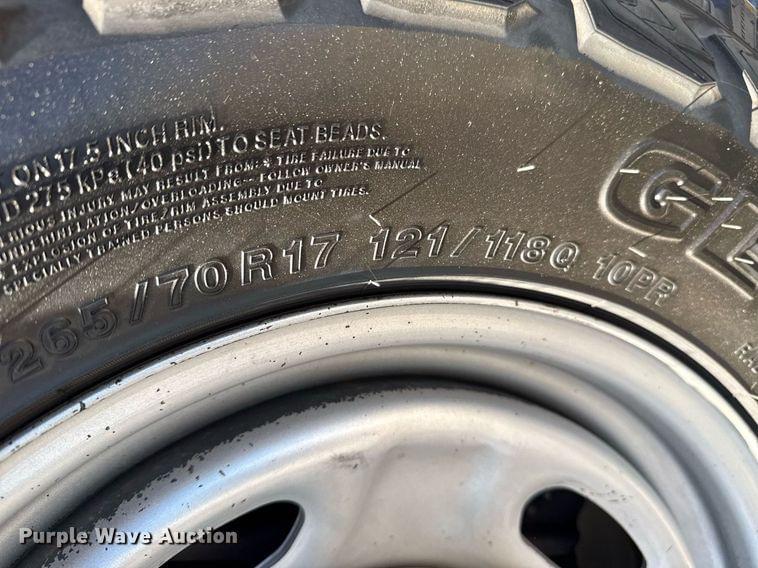 ON 17.5 INCH RIM.
275 KPa (40 psi) TO SEAT BEADS.
INJURY MAY RESULT FROM: TIRE FAILURE DUE TO
UNDERINFLATION/OVERLOADING - FOLLOW OWNER'S MANUAL
EXPLOSION OF TIRE/RIM ASSEMBLY DUE TO
SPECIALLY TRAINED PERSONS SHOULD MOUNT TIRES.
265/70 R17 121/118Q 10PR
Purple Wave Auction